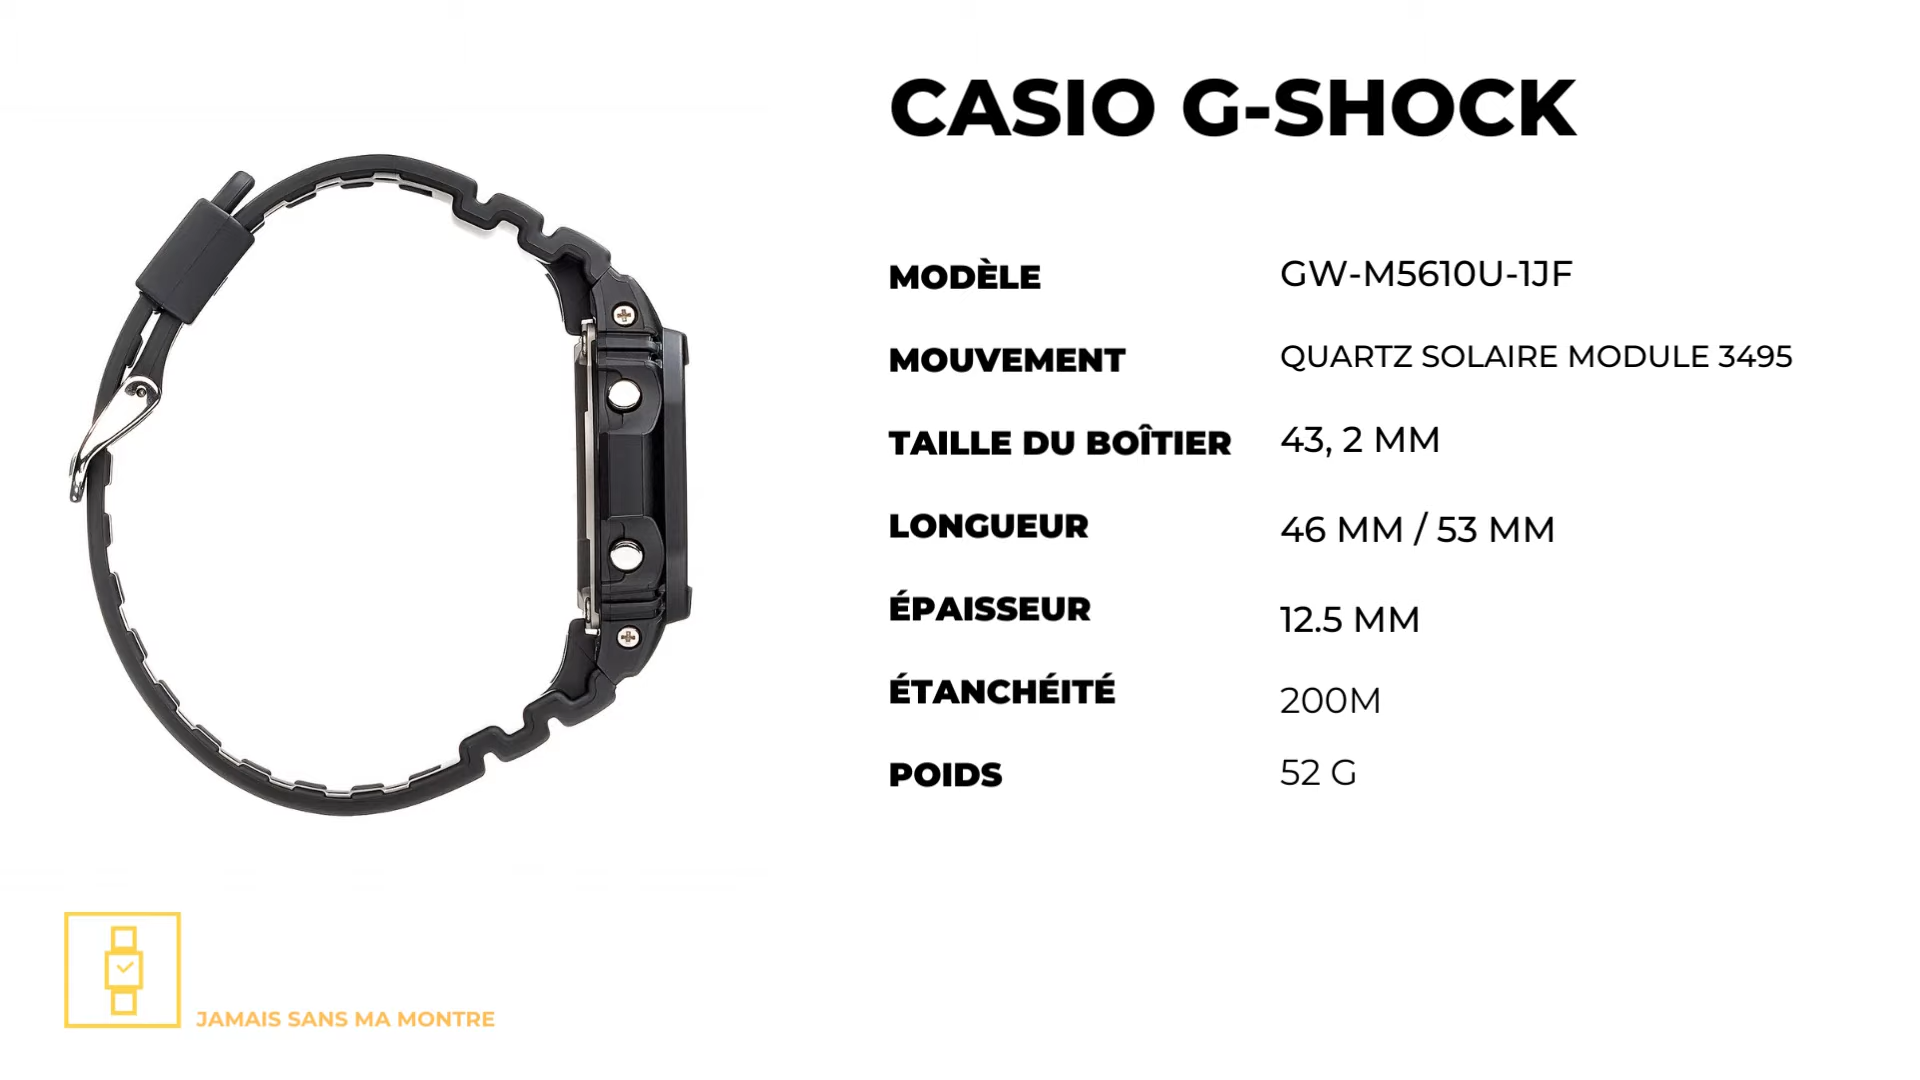 CASIO G-SHOCK
MODÈLE GW-M5610U-1JF
MOUVEMENT QUARTZ SOLAIRE MODULE 3495
TAILLE DU BOÎTIER 43, 2 MM
LONGUEUR 46 MM / 53 MM
ÉPAISSEUR 12.5 MM
ÉTANCHÉITÉ 200M
POIDS 52 G
JAMAIS SANS MA MONTRE